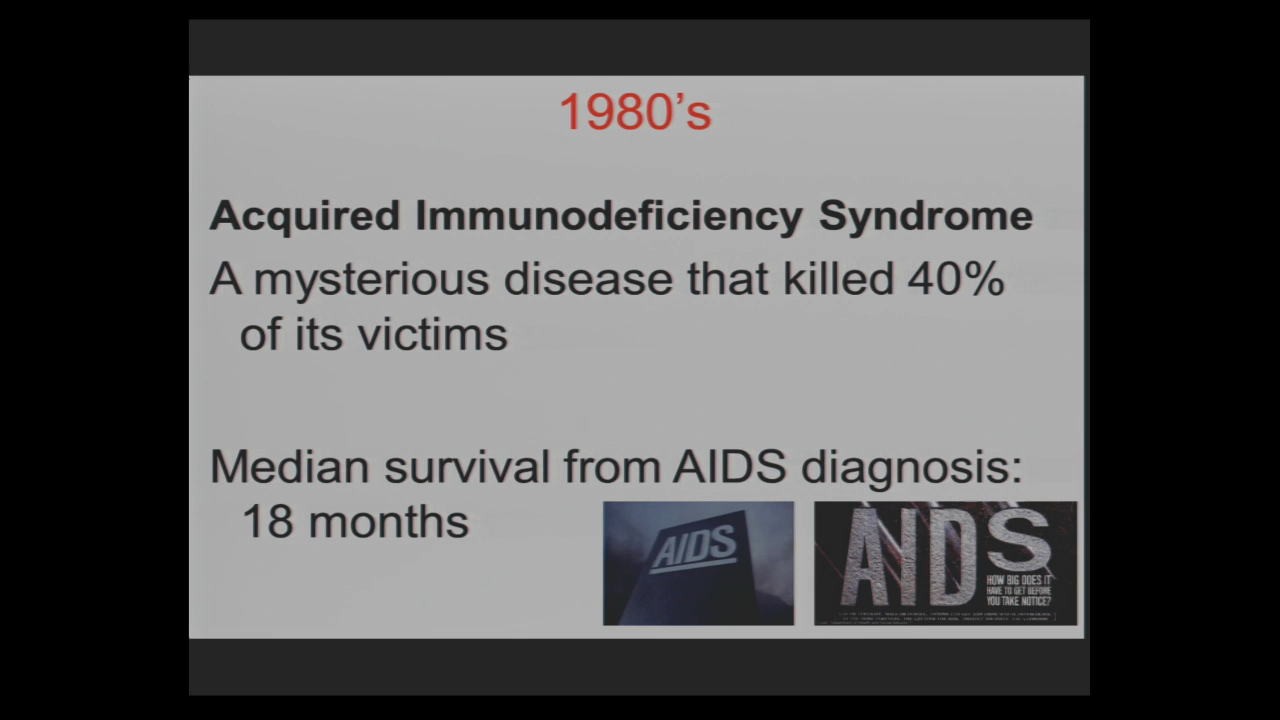 1980’s
Acquired Immunodeficiency Syndrome
A mysterious disease that killed 40%
of its victims
Median survival from AIDS diagnosis:
18 months
AIDS
AIDS
HOW BIG DOES IT
HAVE TO GET BEFORE
YOU TAKE NOTICE?